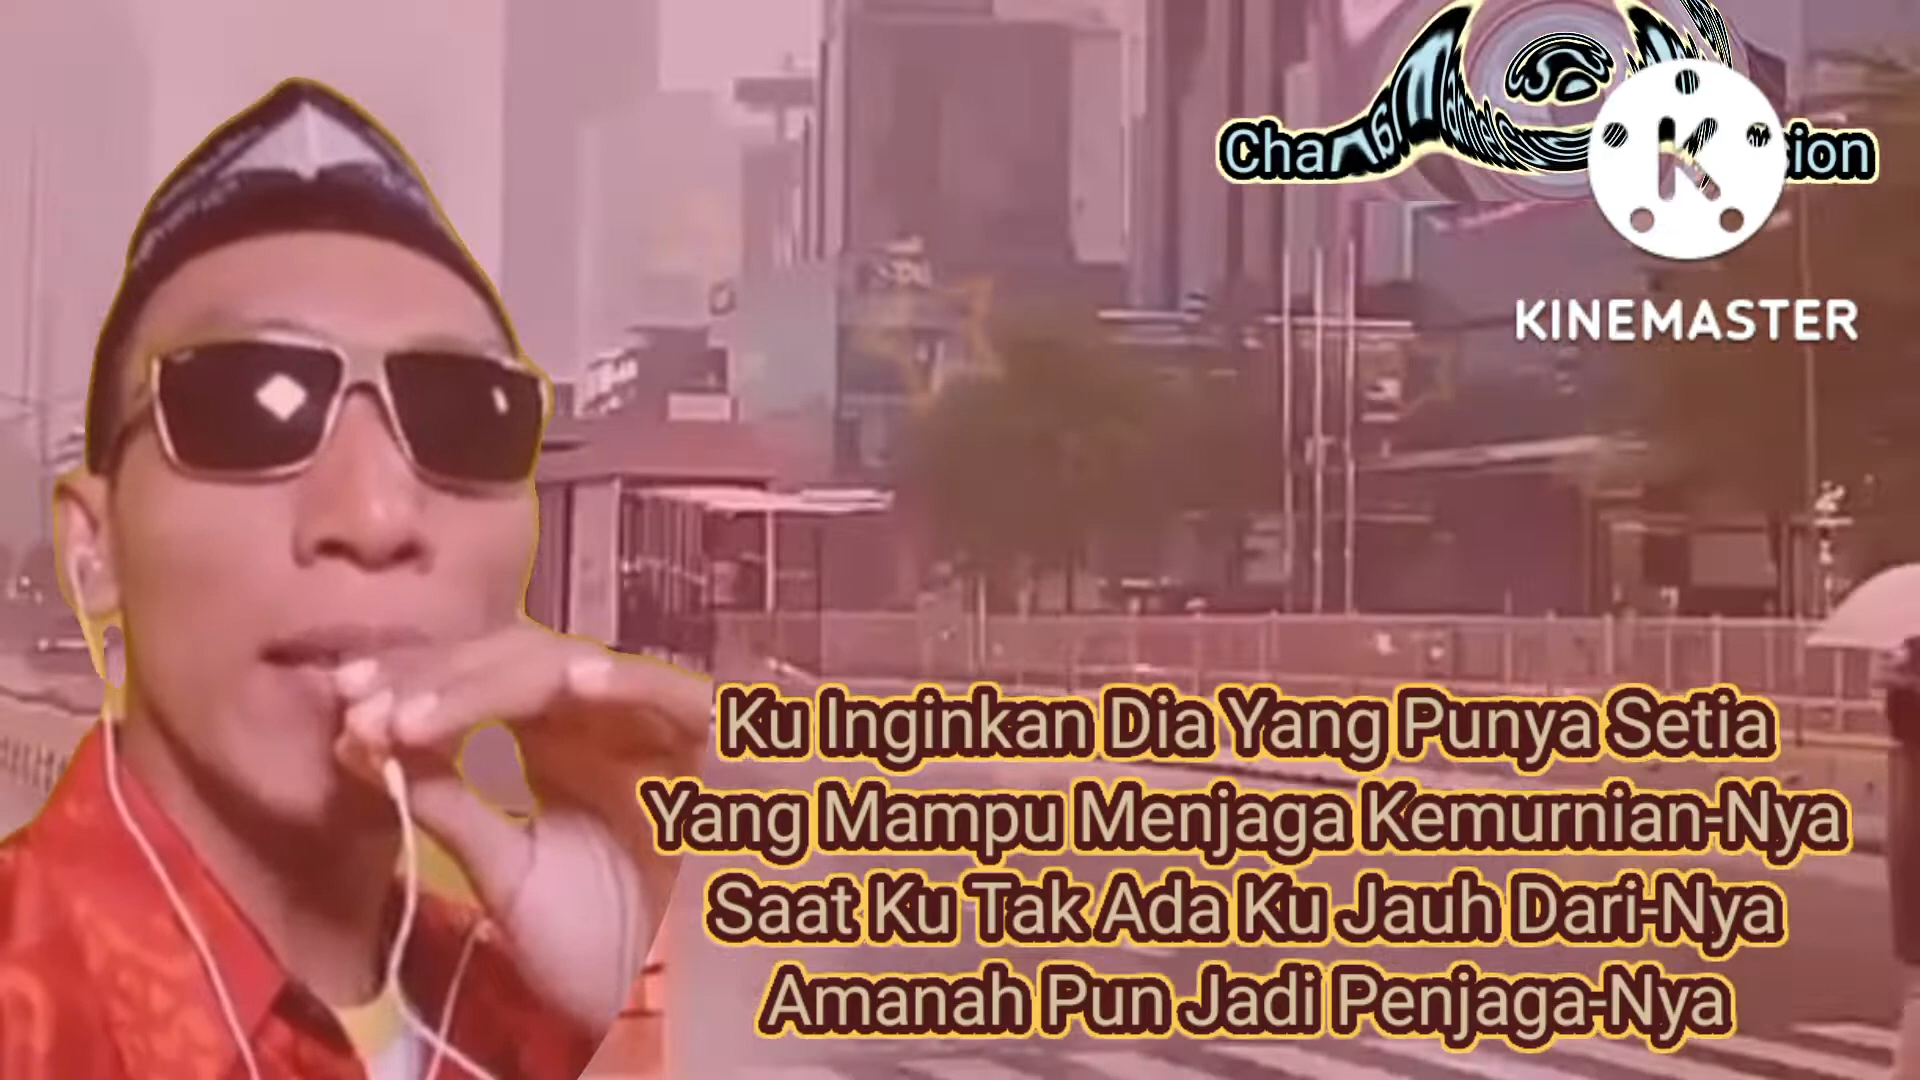 KINEMASTER
Ku Inginkan Dia Yang Punya Setia
Yang Mampu Menjaga Kemurnian-Nya
Saat Ku Tak Ada Ku Jauh Dari-Nya
Amanah Pun Jadi Penjaga-Nya